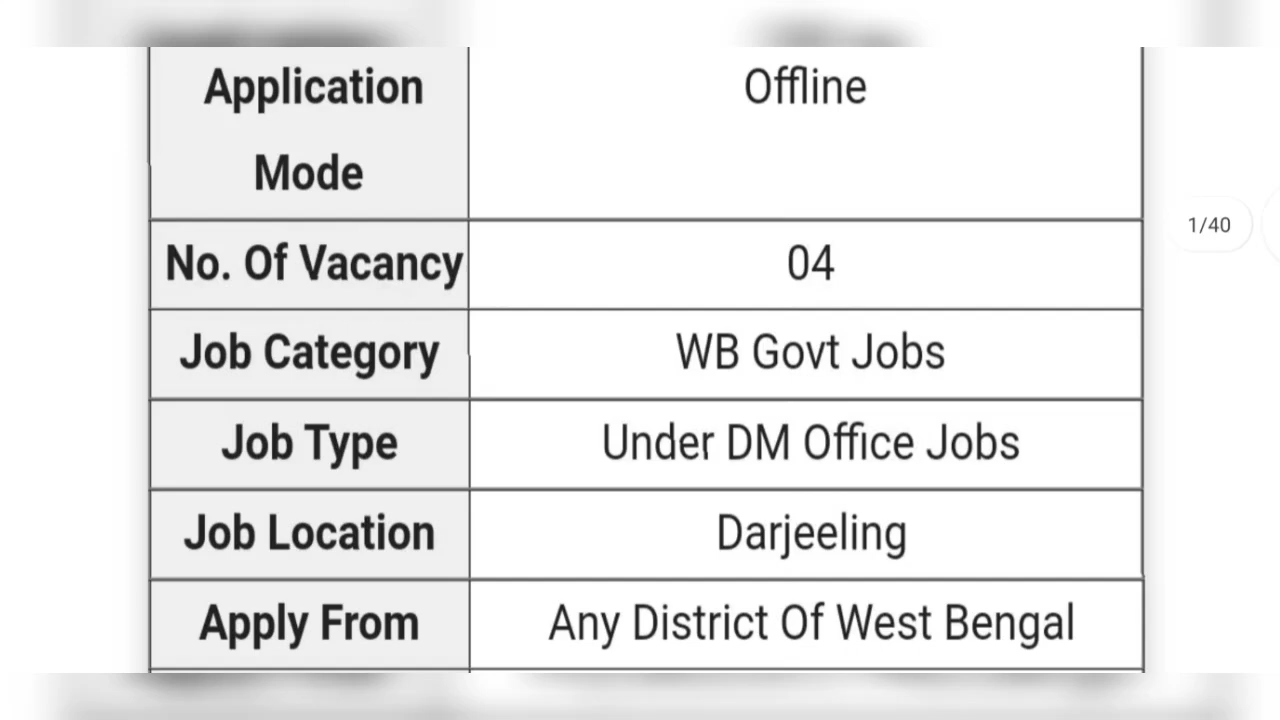 Application Offline
Mode
1/40
No. Of Vacancy 04
Job Category WB Govt Jobs
Job Type Under DM Office Jobs
Job Location Darjeeling
Apply From Any District Of West Bengal